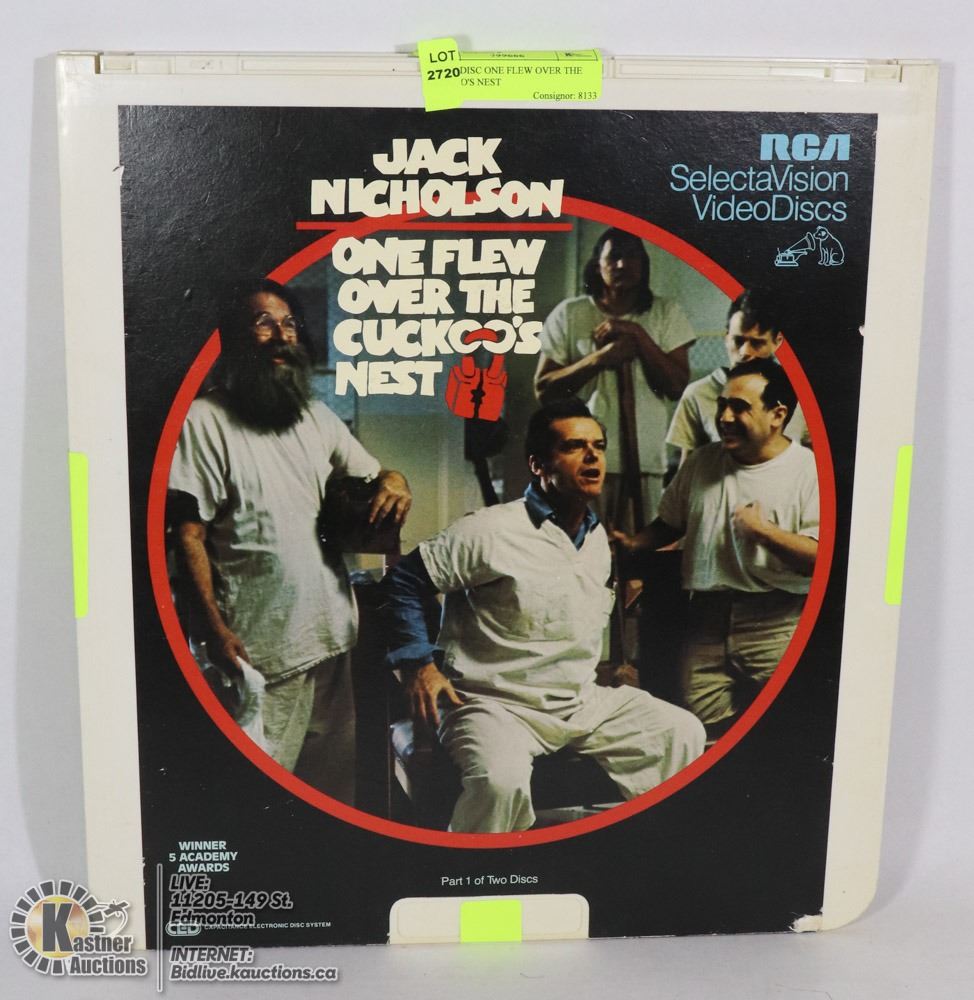 LOT
2720
DISC ONE FLEW OVER THE
O'S NEST
Consignor: 8133
JACK
NICHOLSON
ONE FLEW
OVER THE
CUCKOO'S
NEST
RCA
SelectaVision
VideoDiscs
WINNER
5 ACADEMY
AWARDS
Part 1 of Two Discs
CED CAPACITANCE ELECTRONIC DISC SYSTEM
LIVE:
11205-149 St.
Edmonton
INTERNET:
Bidlive.kauctions.ca
K
Kastner
Auctions